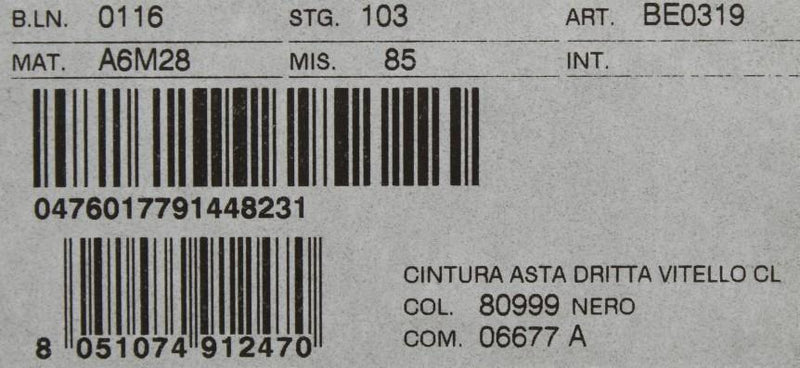 B.LN. 0116 STG. 103 ART. BE0319
MAT. A6M28 MIS. 85 INT.
0476017791448231
8 051074 912470
CINTURA ASTA DRITTA VITELLO CL
COL. 80999 NERO
COM. 06677 A